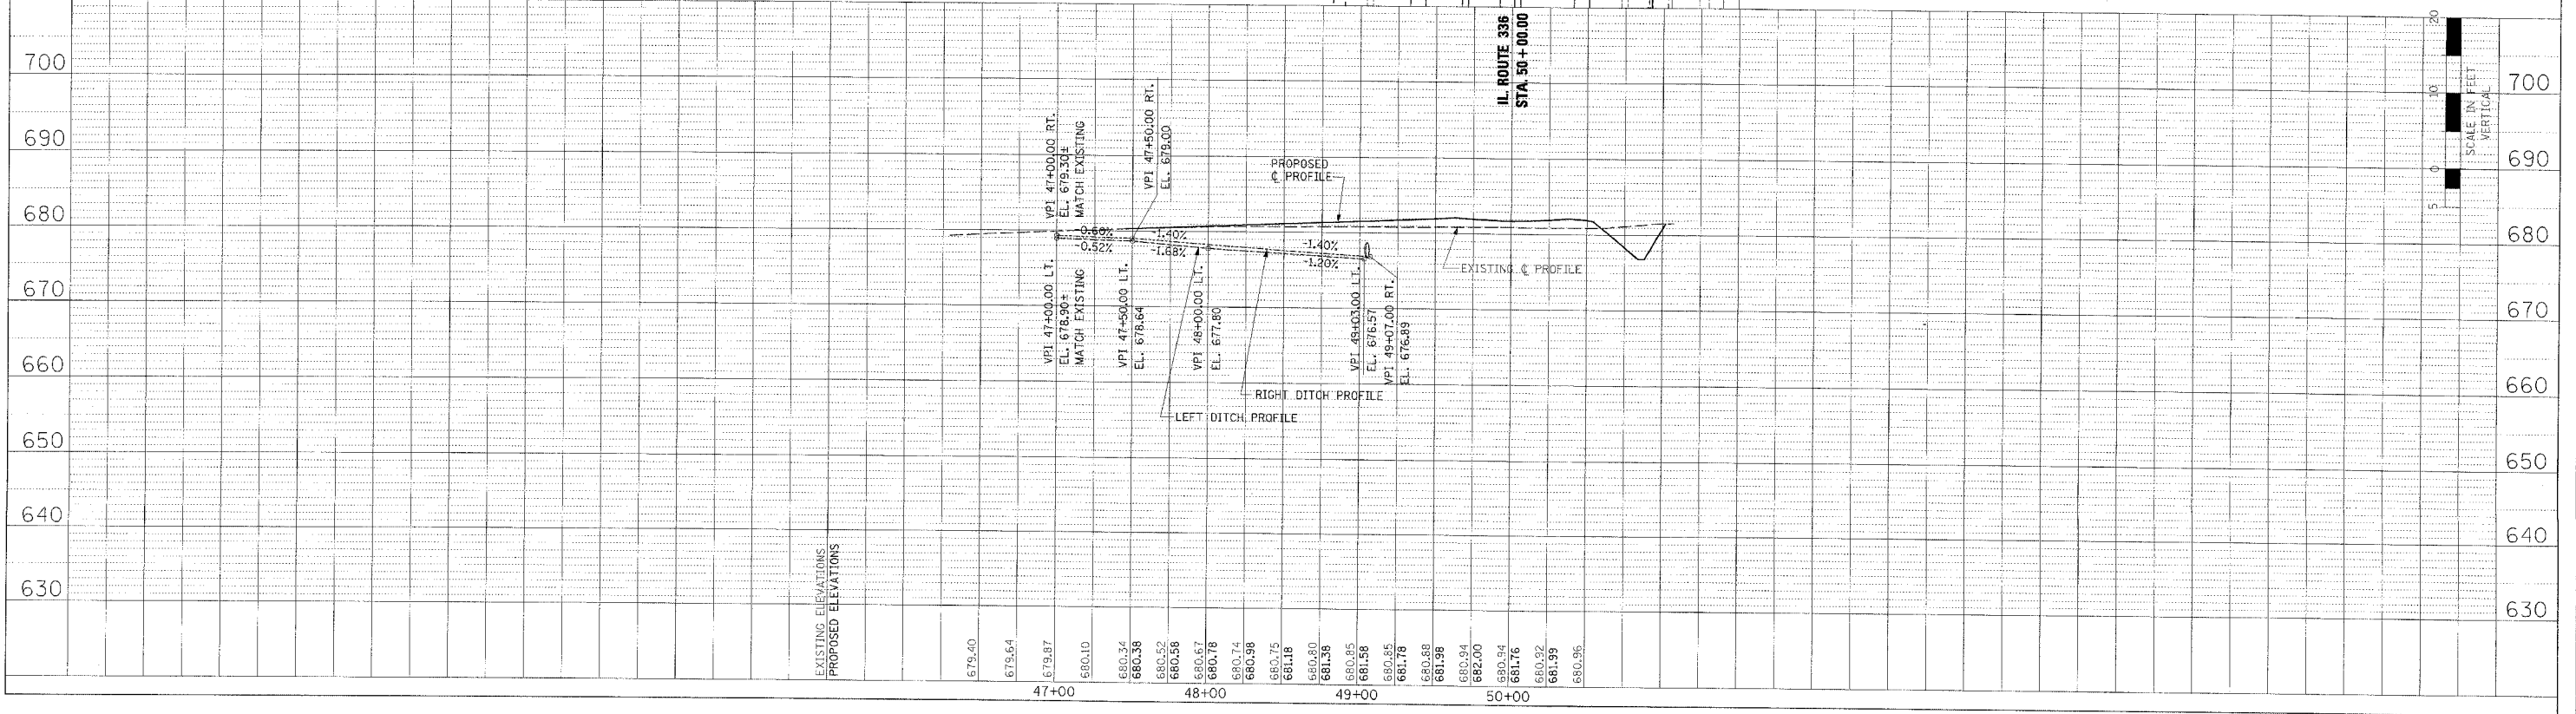 IL. ROUTE 336
STA. 50 + 00.00
700
690
680
670
660
650
640
630
700
690
680
670
660
650
640
630
20
10
0
5
SCALE IN FEET
VERTICAL
VPI 47+00.00 RT.
EL. 679.30±
MATCH EXISTING
VPI 47+50.00 RT.
EL. 679.00
PROPOSED
℄ PROFILE
-0.60%
-0.52%
-1.40%
-1.68%
-1.40%
-1.20%
EXISTING ℄ PROFILE
VPI 47+00.00 LT.
EL. 678.90±
MATCH EXISTING
VPI 47+50.00 LT.
EL. 678.64
VPI 48+00.00 LT.
EL. 677.80
VPI 49+03.00 LT.
EL. 676.57
VPI 49+07.00 RT.
EL. 676.89
RIGHT DITCH PROFILE
LEFT DITCH PROFILE
EXISTING ELEVATIONS
PROPOSED ELEVATIONS
679.40
679.64
679.87
680.10
680.34
680.38
680.52
680.58
680.67
680.78
680.74
680.98
680.75
681.18
680.80
681.38
680.85
681.58
680.85
681.78
680.88
681.98
680.94
682.00
680.94
681.76
680.92
681.99
680.96
47+00
48+00
49+00
50+00